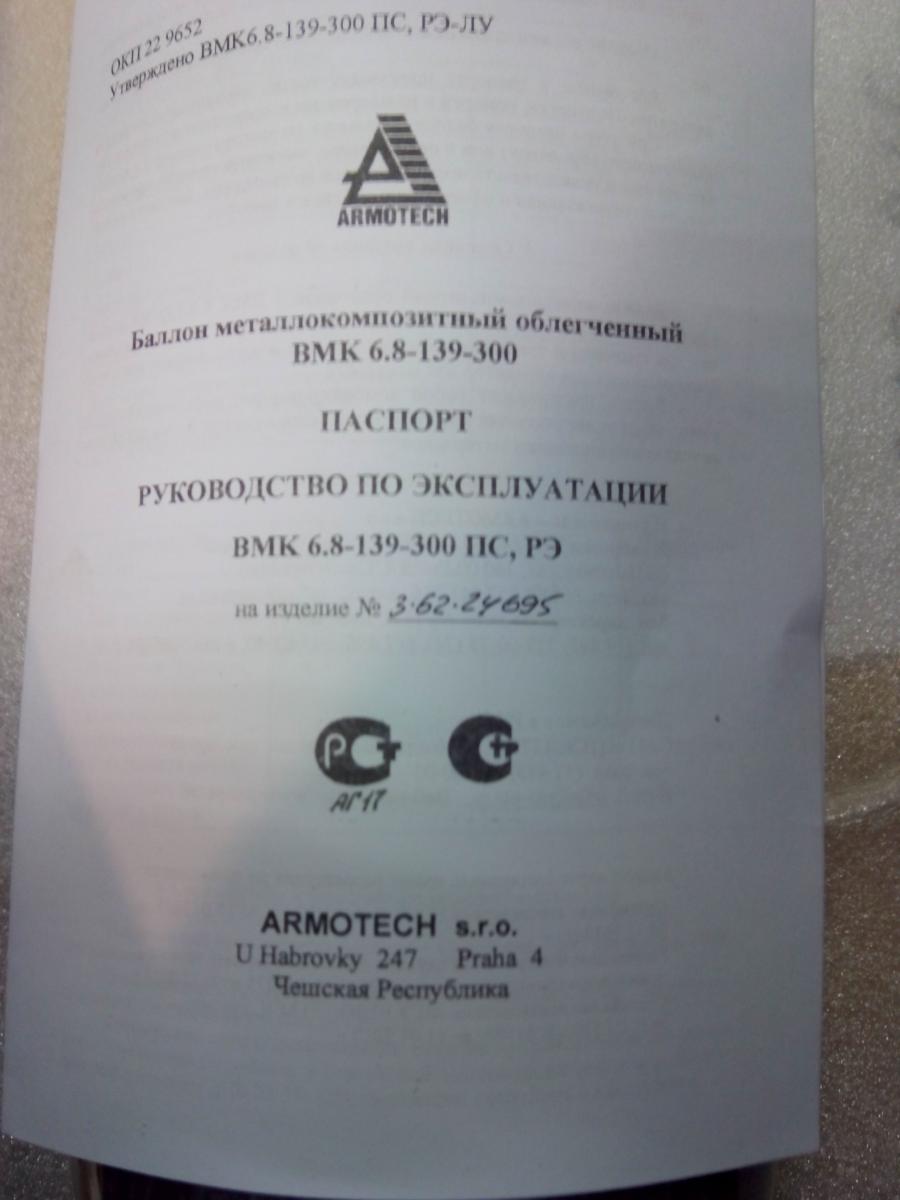 ОКП 22 9652
Утверждено ВМК6.8-139-300 ПС, РЭ-ЛУ
ARMOTECH
Баллон металлокомпозитный облегченный
ВМК 6.8-139-300
ПАСПОРТ
РУКОВОДСТВО ПО ЭКСПЛУАТАЦИИ
ВМК 6.8-139-300 ПС, РЭ
на изделие № 3.62.24695
РСТ
АГ17
ARMOTECH s.r.o.
U Habrovky 247 Praha 4
Чешская Республика